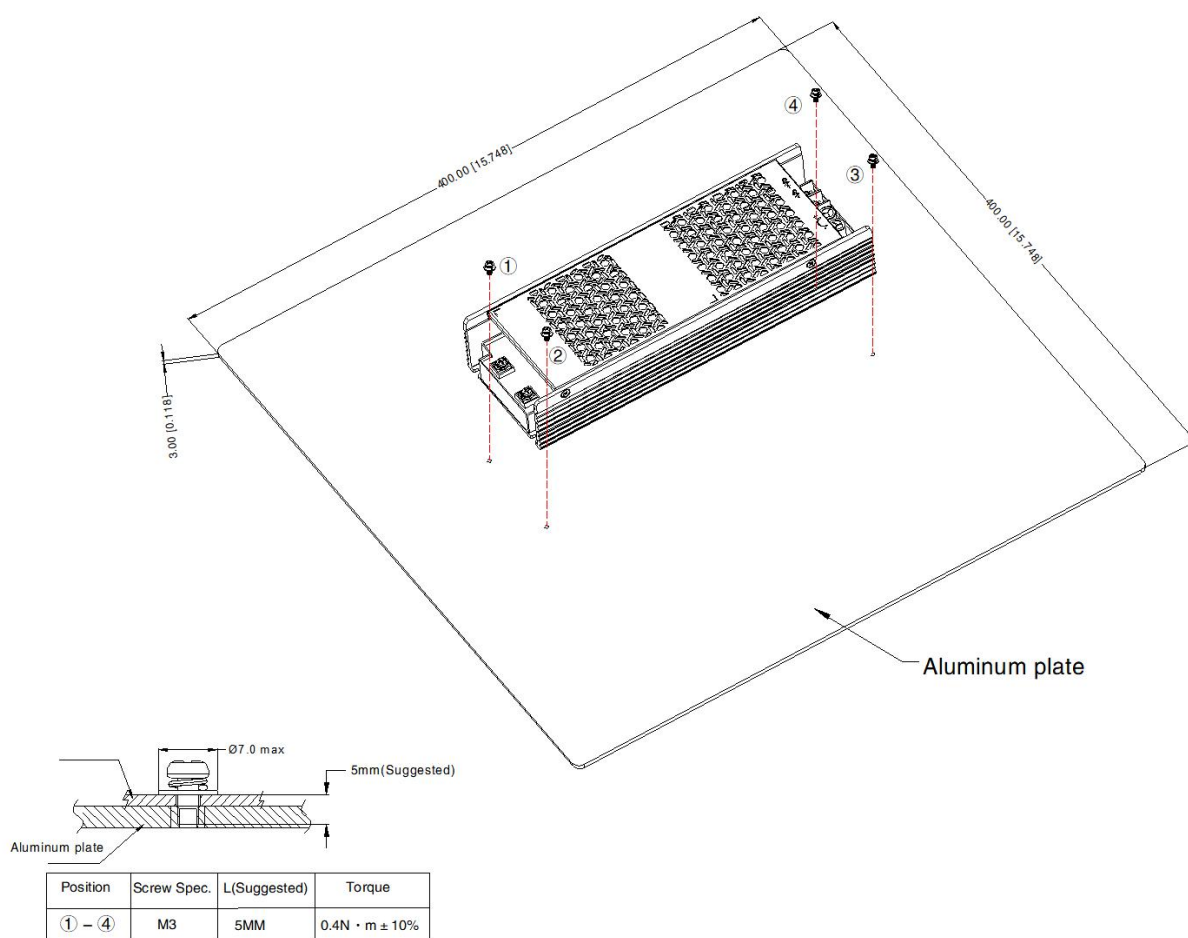 ④
400.00 [15.748]
③
400.00 [15.748]
①
②
3.00 [0.118]
Aluminum plate
Ø7.0 max
5mm(Suggested)
Aluminum plate
Position Screw Spec. L(Suggested) Torque
① – ④ M3 5MM 0.4N · m ± 10%